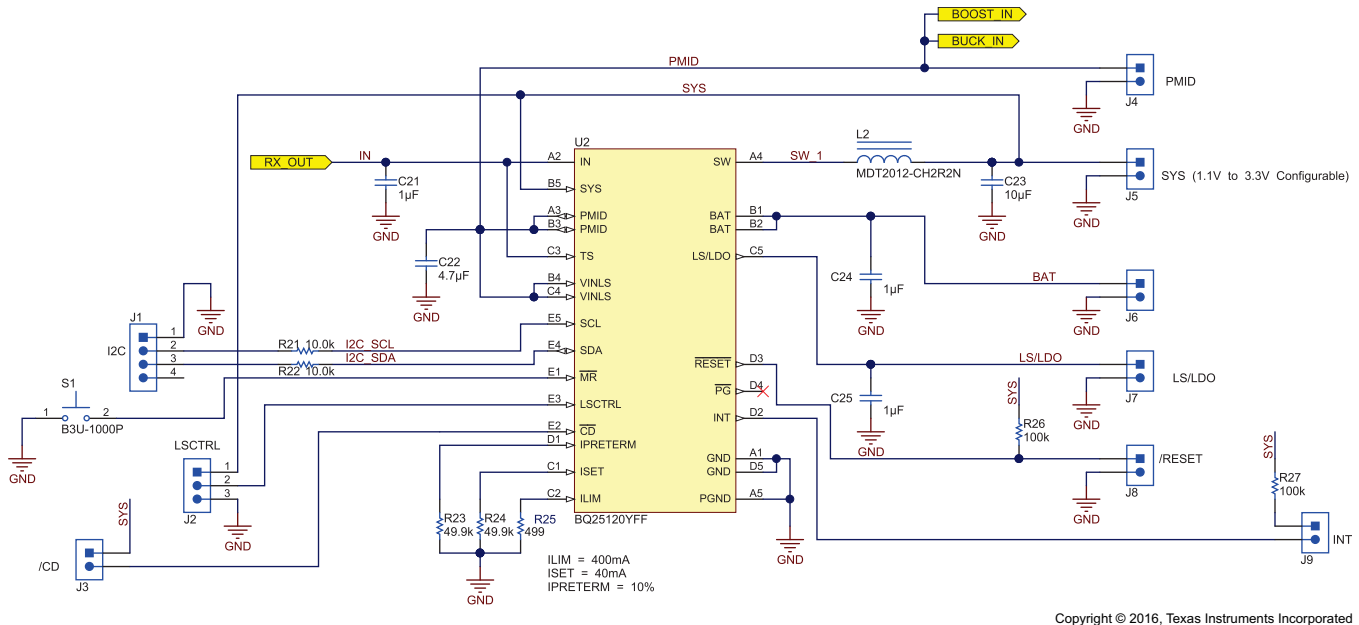 BOOST_IN
BUCK_IN
PMID
PMID
J4
GND
SYS
RX_OUT
IN
C21
1µF
GND
U2
A2 IN
B5 SYS
A3 PMID
B3 PMID
C3 TS
B4 VINLS
C4 VINLS
E5 SCL
E4 SDA
E1 MR
E3 LSCTRL
E2 CD
D1 IPRETERM
C1 ISET
C2 ILIM
BQ25120YFF
SW A4
BAT B1
BAT B2
LS/LDO C5
RESET D3
PG D4
INT D2
GND A1
GND D5
PGND A5
GND
SW_1
L2
MDT2012-CH2R2N
C23
10µF
GND
J5
GND
SYS (1.1V to 3.3V Configurable)
C22
4.7µF
GND
C24
1µF
GND
BAT
J6
GND
LS/LDO
J7
GND
LS/LDO
C25
1µF
GND
SYS
R26
100k
/RESET
J8
GND
SYS
R27
100k
INT
J9
J1
I2C
1
2
3
4
GND
R21 10.0k
I2C_SCL
I2C_SDA
R22 10.0k
S1
1
2
B3U-1000P
GND
LSCTRL
1
2
3
J2
GND
SYS
/CD
J3
R23
49.9k
R24
49.9k
R25
499
GND
ILIM = 400mA
ISET = 40mA
IPRETERM = 10%
Copyright © 2016, Texas Instruments Incorporated